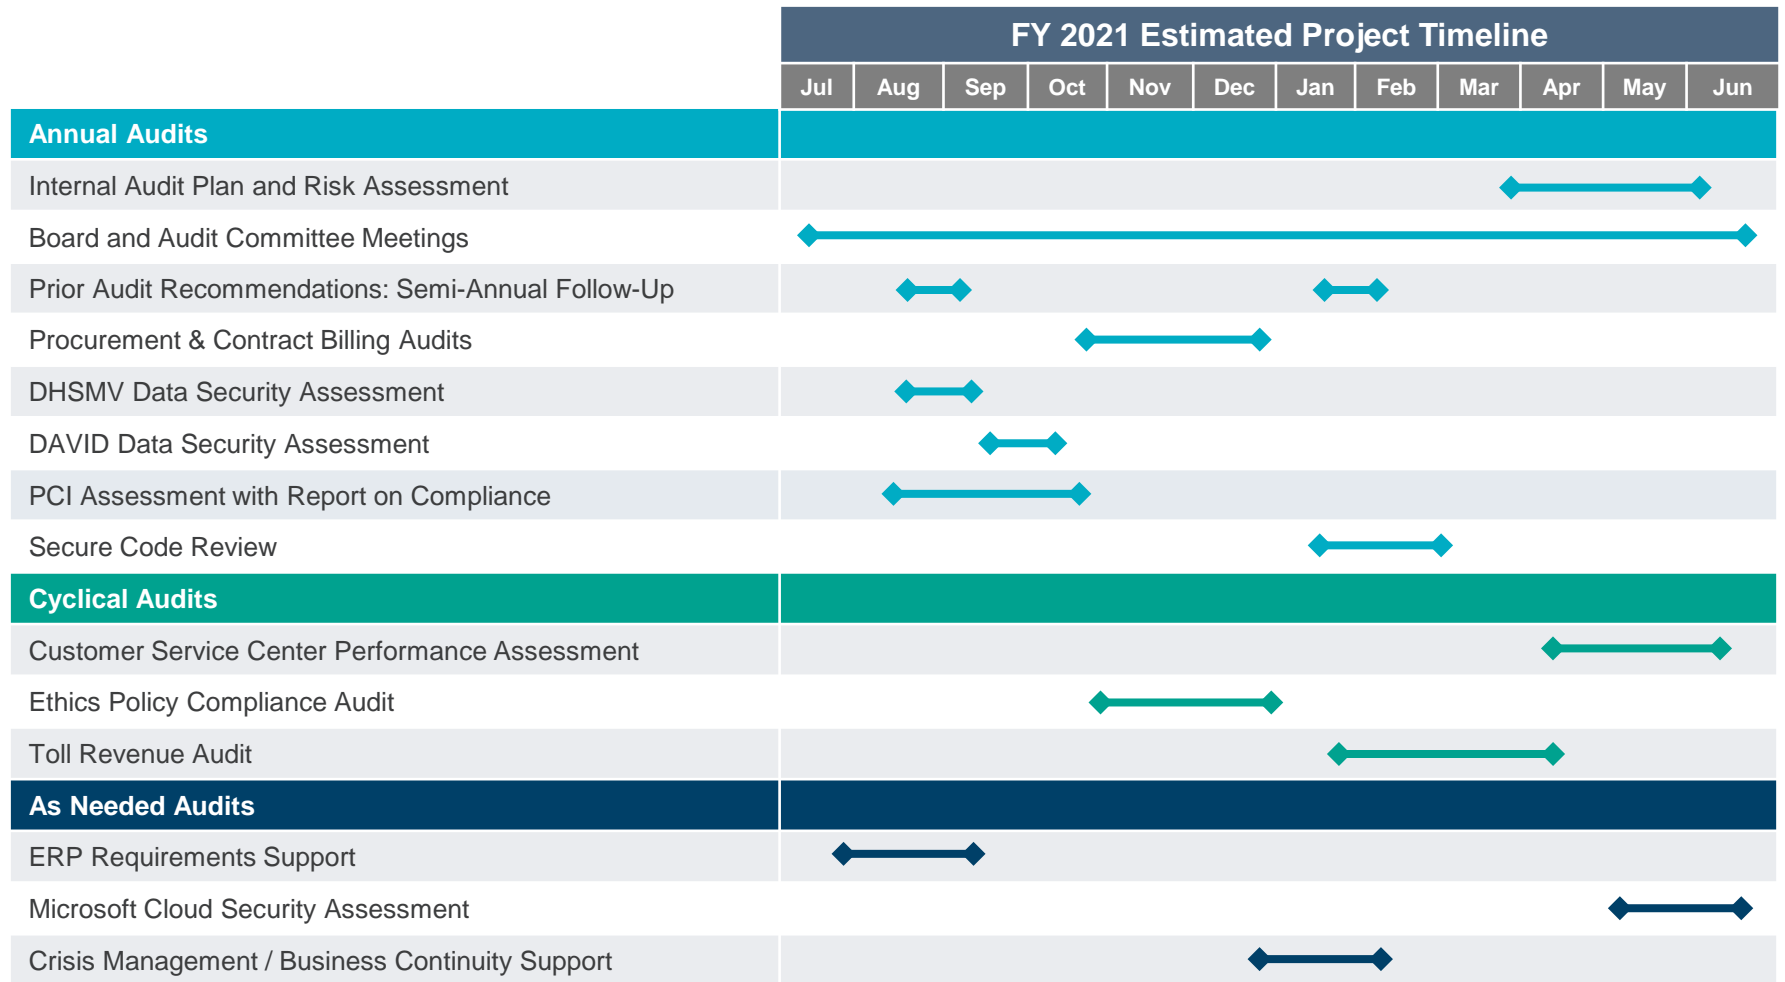 FY 2021 Estimated Project Timeline
Jul Aug Sep Oct Nov Dec Jan Feb Mar Apr May Jun
Annual Audits
Internal Audit Plan and Risk Assessment
Board and Audit Committee Meetings
Prior Audit Recommendations: Semi-Annual Follow-Up
Procurement & Contract Billing Audits
DHSMV Data Security Assessment
DAVID Data Security Assessment
PCI Assessment with Report on Compliance
Secure Code Review
Cyclical Audits
Customer Service Center Performance Assessment
Ethics Policy Compliance Audit
Toll Revenue Audit
As Needed Audits
ERP Requirements Support
Microsoft Cloud Security Assessment
Crisis Management / Business Continuity Support